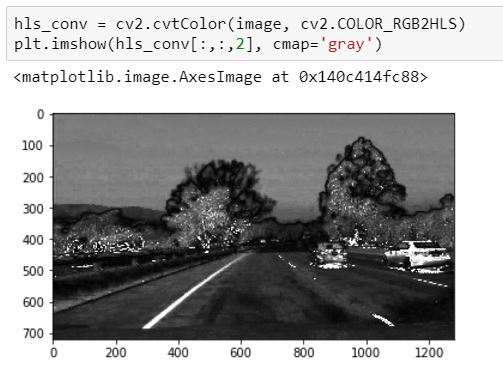 hls_conv = cv2.cvtColor(image, cv2.COLOR_RGB2HLS)
plt.imshow(hls_conv[:,:,2], cmap='gray')
<matplotlib.image.AxesImage at 0x140c414fc88>
0
100
200
300
400
500
600
700
0 200 400 600 800 1000 1200